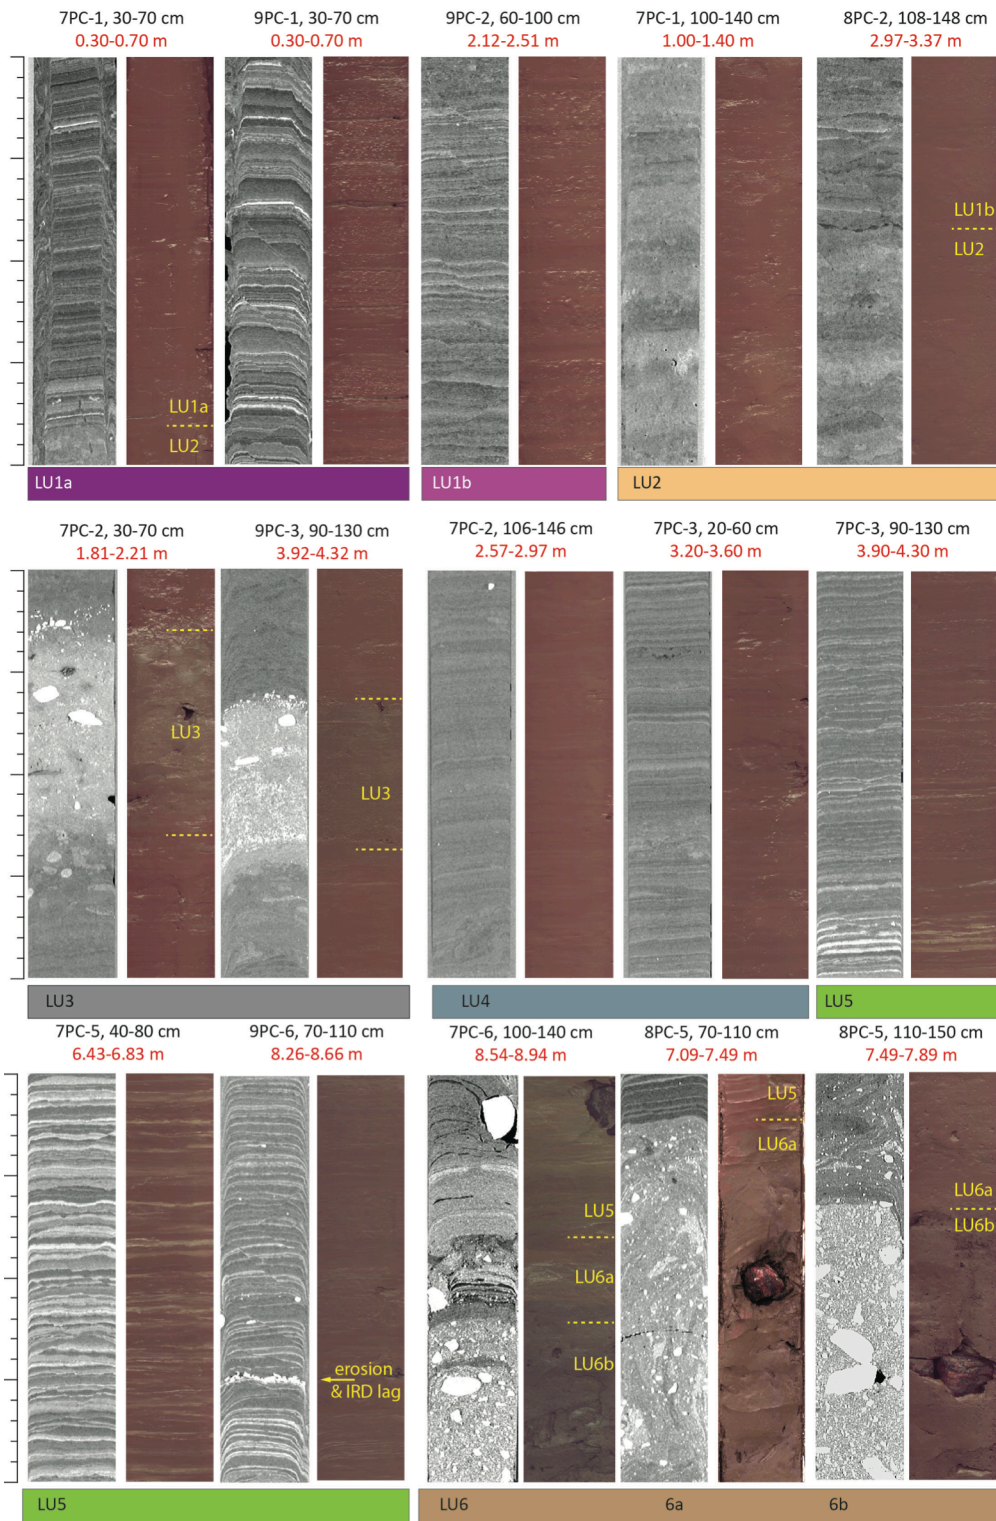 7PC-1, 30-70 cm
0.30-0.70 m
9PC-1, 30-70 cm
0.30-0.70 m
9PC-2, 60-100 cm
2.12-2.51 m
7PC-1, 100-140 cm
1.00-1.40 m
8PC-2, 108-148 cm
2.97-3.37 m
LU1a
LU2
LU1b
LU2
LU1a
LU1b
LU2
7PC-2, 30-70 cm
1.81-2.21 m
9PC-3, 90-130 cm
3.92-4.32 m
7PC-2, 106-146 cm
2.57-2.97 m
7PC-3, 20-60 cm
3.20-3.60 m
7PC-3, 90-130 cm
3.90-4.30 m
LU3
LU3
LU3
LU4
LU5
7PC-5, 40-80 cm
6.43-6.83 m
9PC-6, 70-110 cm
8.26-8.66 m
7PC-6, 100-140 cm
8.54-8.94 m
8PC-5, 70-110 cm
7.09-7.49 m
8PC-5, 110-150 cm
7.49-7.89 m
erosion
& IRD lag
LU5
LU6a
LU6b
LU5
LU6a
LU6a
LU6b
LU5
LU6
6a
6b